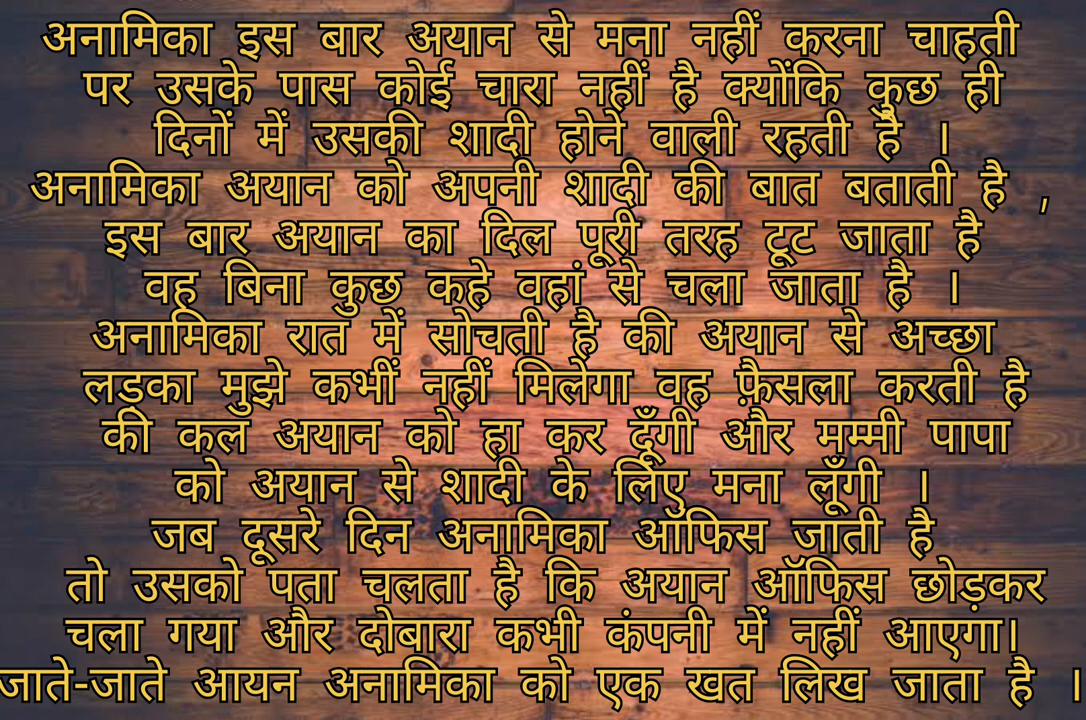 अनामिका इस बार अयान से मना नहीं करना चाहती
पर उसके पास कोई चारा नहीं है क्योंकि कुछ ही
दिनों में उसकी शादी होने वाली रहती है ।
अनामिका अयान को अपनी शादी की बात बताती है ,
इस बार अयान का दिल पूरी तरह टूट जाता है
वह बिना कुछ कहे वहां से चला जाता है ।
अनामिका रात में सोचती है की अयान से अच्छा
लड़का मुझे कभीं नहीं मिलेगा वह फ़ैसला करती है
की कल अयान को हा कर दूँगी और मम्मी पापा
को अयान से शादी के लिए मना लूँगी ।
जब दूसरे दिन अनामिका ऑफिस जाती है
तो उसको पता चलता है कि अयान ऑफिस छोड़कर
चला गया और दोबारा कभी कंपनी में नहीं आएगा।
जाते-जाते आयन अनामिका को एक खत लिख जाता है ।